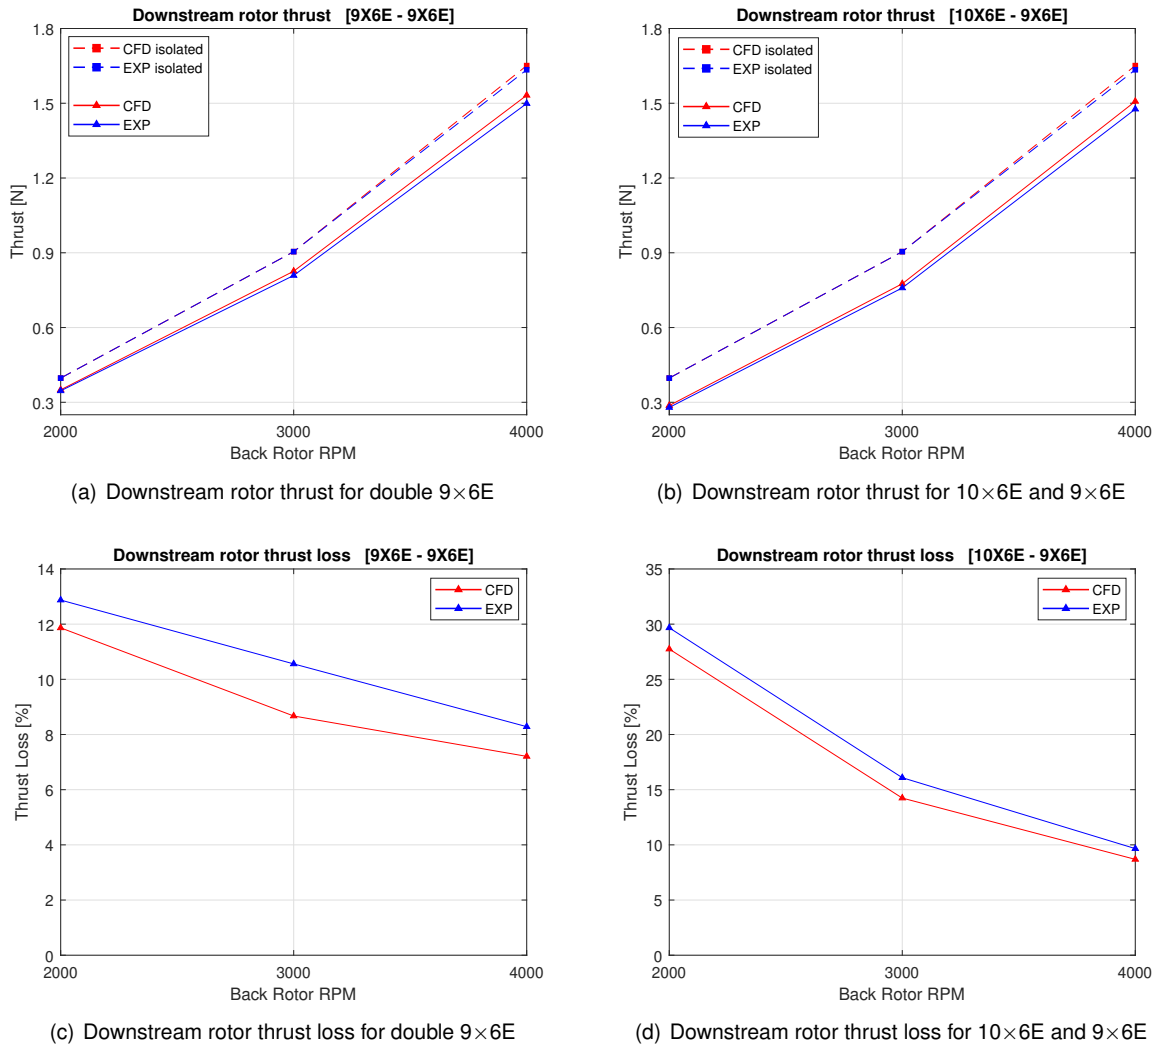 Downstream rotor thrust [9X6E - 9X6E]
1.8
1.5
1.2
0.9
0.6
0.3
Thrust [N]
CFD isolated
EXP isolated
CFD
EXP
2000 3000 4000
Back Rotor RPM
(a) Downstream rotor thrust for double 9×6E
Downstream rotor thrust [10X6E - 9X6E]
1.8
1.5
1.2
0.9
0.6
0.3
Thrust [N]
CFD isolated
EXP isolated
CFD
EXP
2000 3000 4000
Back Rotor RPM
(b) Downstream rotor thrust for 10×6E and 9×6E
Downstream rotor thrust loss [9X6E - 9X6E]
14
12
10
8
6
4
2
0
Thrust Loss [%]
CFD
EXP
2000 3000 4000
Back Rotor RPM
(c) Downstream rotor thrust loss for double 9×6E
Downstream rotor thrust loss [10X6E - 9X6E]
35
30
25
20
15
10
5
0
Thrust Loss [%]
CFD
EXP
2000 3000 4000
Back Rotor RPM
(d) Downstream rotor thrust loss for 10×6E and 9×6E